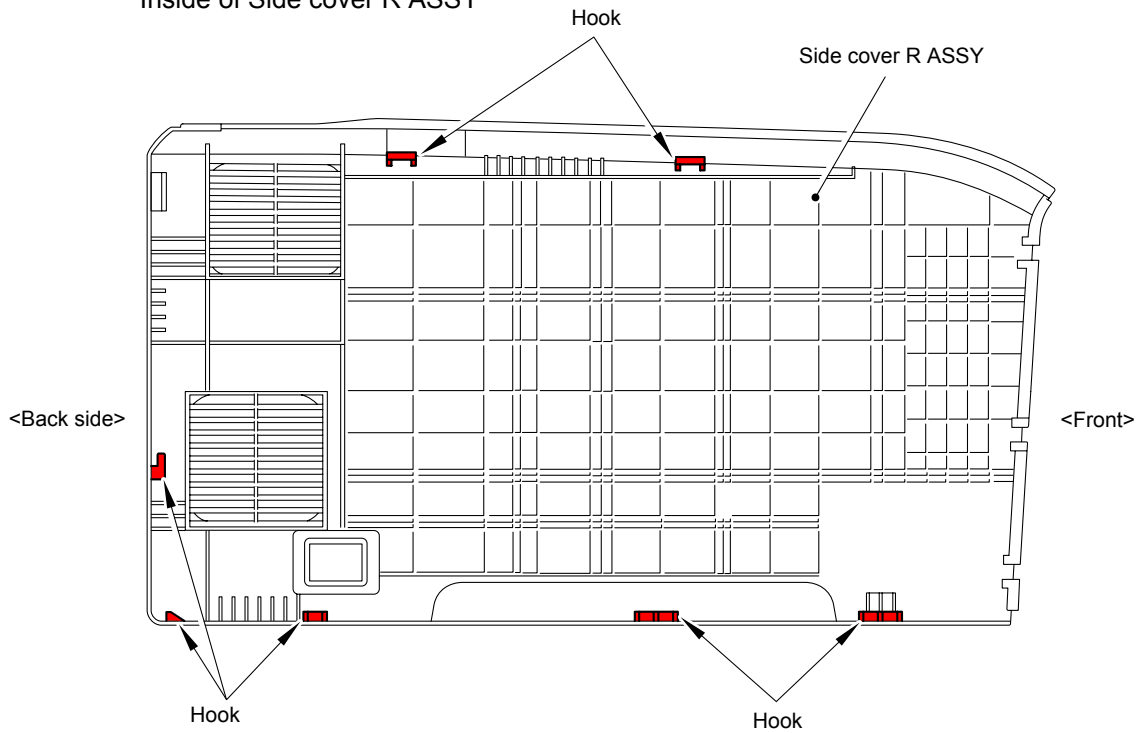 Inside of Side cover R ASSY
Hook
Side cover R ASSY
<Back side>
<Front>
Hook
Hook